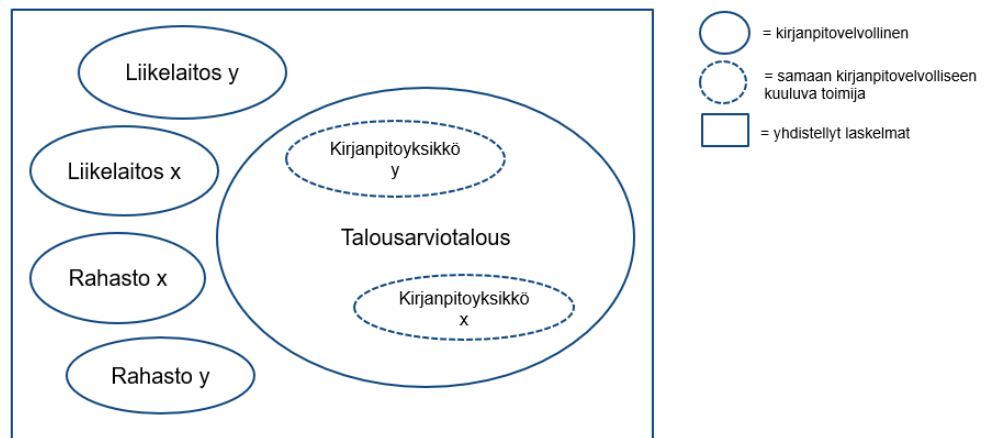 Liikelaitos y
Liikelaitos x
Rahasto x
Rahasto y
Kirjanpitoyksikkö
y
Talousarviotalous
Kirjanpitoyksikkö
x
= kirjanpitovelvollinen
= samaan kirjanpitovelvolliseen
kuuluva toimija
= yhdistellyt laskelmat